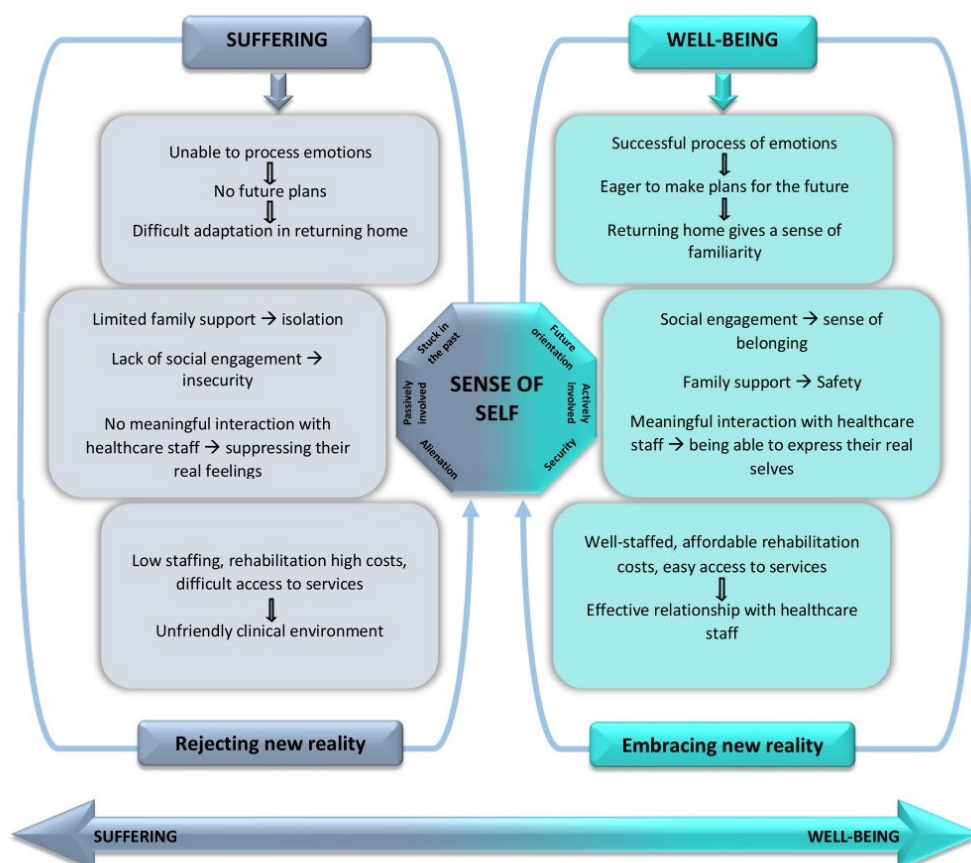 SUFFERING
Unable to process emotions
No future plans
Difficult adaptation in returning home
Limited family support → isolation
Lack of social engagement →
insecurity
No meaningful interaction with
healthcare staff → suppressing their
real feelings
Low staffing, rehabilitation high costs,
difficult access to services
Unfriendly clinical environment
Rejecting new reality
Stuck in
the past
Passively
involved
Alienation
SENSE OF
SELF
Future
orientation
Actively
involved
Security
WELL-BEING
Successful process of emotions
Eager to make plans for the future
Returning home gives a sense of
familiarity
Social engagement → sense of
belonging
Family support → Safety
Meaningful interaction with healthcare
staff → being able to express their real
selves
Well-staffed, affordable rehabilitation
costs, easy access to services
Effective relationship with healthcare
staff
Embracing new reality
SUFFERING
WELL-BEING